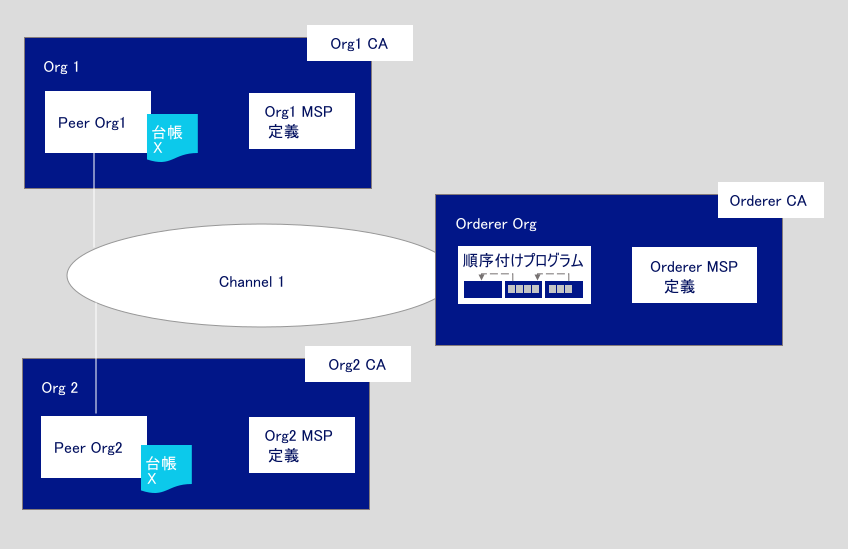 Org1 CA
Org 1
Peer Org1
台帳
X
Org1 MSP
定義
Orderer CA
Orderer Org
順序付けプログラム
Orderer MSP
定義
Channel 1
Org2 CA
Org 2
Peer Org2
台帳
X
Org2 MSP
定義